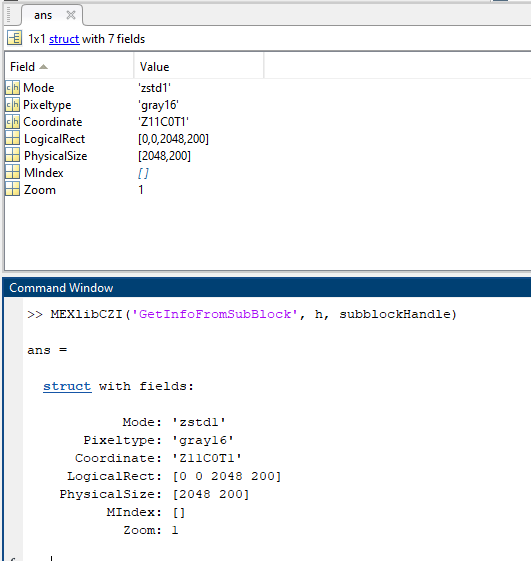 ans
1x1 struct with 7 fields
Field Value
Mode 'zstd1'
Pixeltype 'gray16'
Coordinate 'Z11C0T1'
LogicalRect [0,0,2048,200]
PhysicalSize [2048,200]
MIndex []
Zoom 1
Command Window
>> MEXlibCZI('GetInfoFromSubBlock', h, subblockHandle)
ans =
struct with fields:
Mode: 'zstd1'
Pixeltype: 'gray16'
Coordinate: 'Z11C0T1'
LogicalRect: [0 0 2048 200]
PhysicalSize: [2048 200]
MIndex: []
Zoom: 1